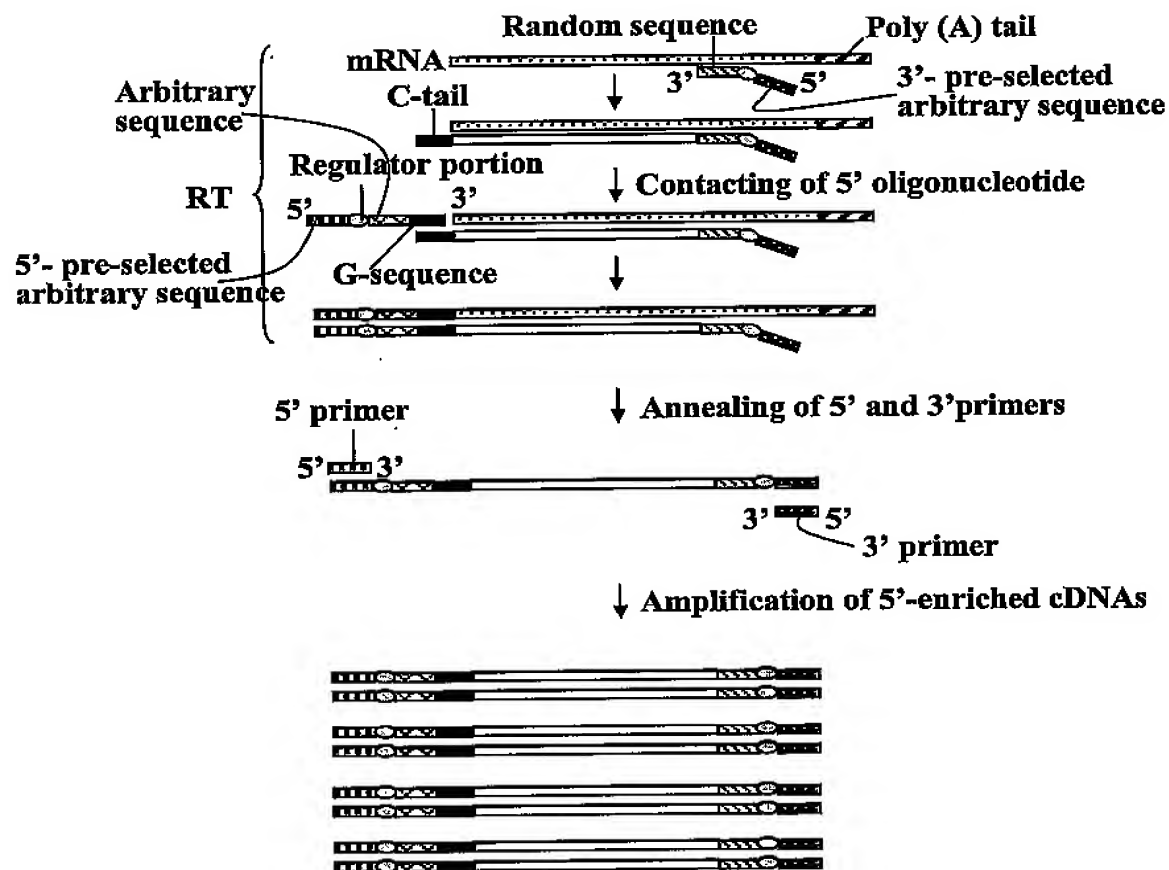 Random sequence
Poly (A) tail
mRNA
3’
5’
3’- pre-selected
arbitrary sequence
Arbitrary
sequence
C-tail
Regulator portion
RT
Contacting of 5’ oligonucleotide
5’
3’
5’- pre-selected
arbitrary sequence
G-sequence
Annealing of 5’ and 3’primers
5’ primer
5’
3’
3’
5’
3’ primer
Amplification of 5’-enriched cDNAs